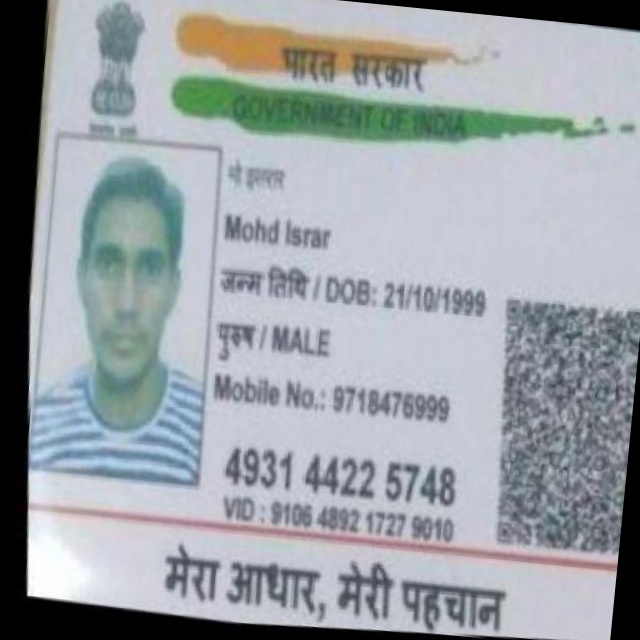 भारत सरकार
GOVERNMENT OF INDIA
मो इसरार
Mohd Israr
जन्म तिथि / DOB: 21/10/1999
पुरुष / MALE
Mobile No.: 9718476999
4931 4422 5748
VID : 9106 4892 1727 9010
मेरा आधार, मेरी पहचान